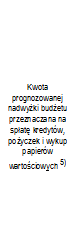 Kwota
prognozowanej
nadwyżki budżetu
przeznaczana na
spłatę kredytów,
pożyczek i wykup
papierów
wartościowych 5)